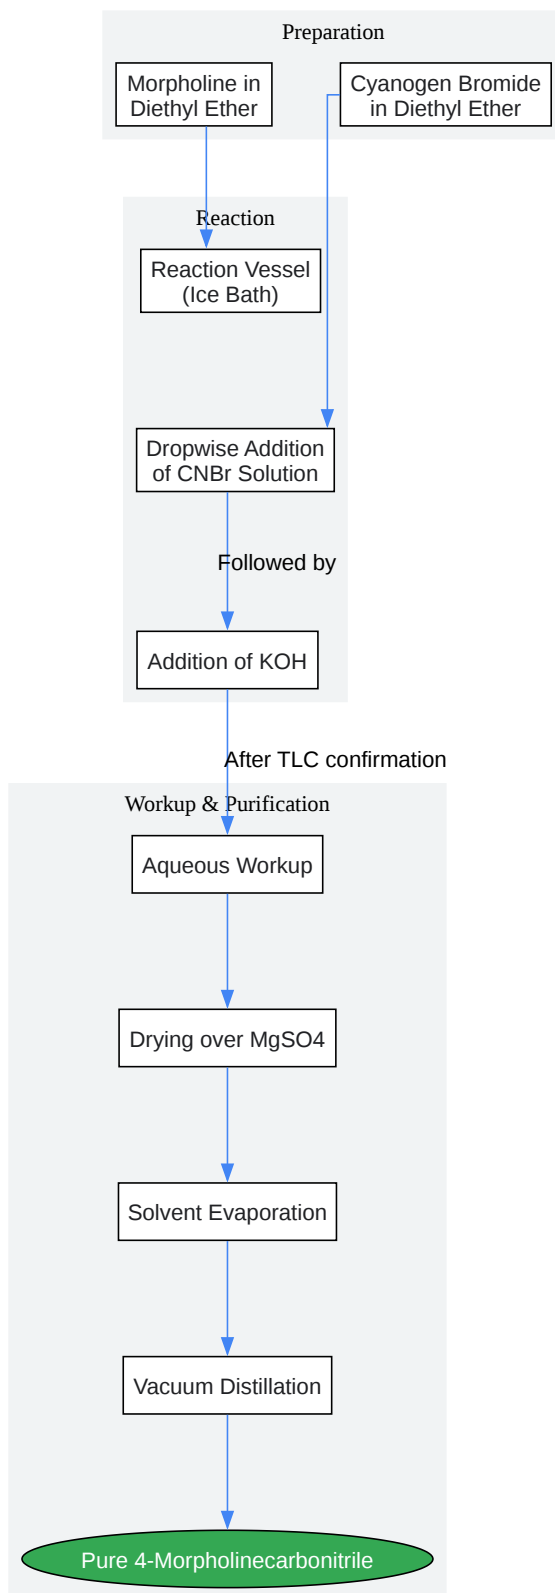 Preparation
Morpholine in
Diethyl Ether
Cyanogen Bromide
in Diethyl Ether
Reaction
Reaction Vessel
(Ice Bath)
Dropwise Addition
of CNBr Solution
Followed by
Addition of KOH
After TLC confirmation
Workup & Purification
Aqueous Workup
Drying over MgSO4
Solvent Evaporation
Vacuum Distillation
Pure 4-Morpholinecarbonitrile